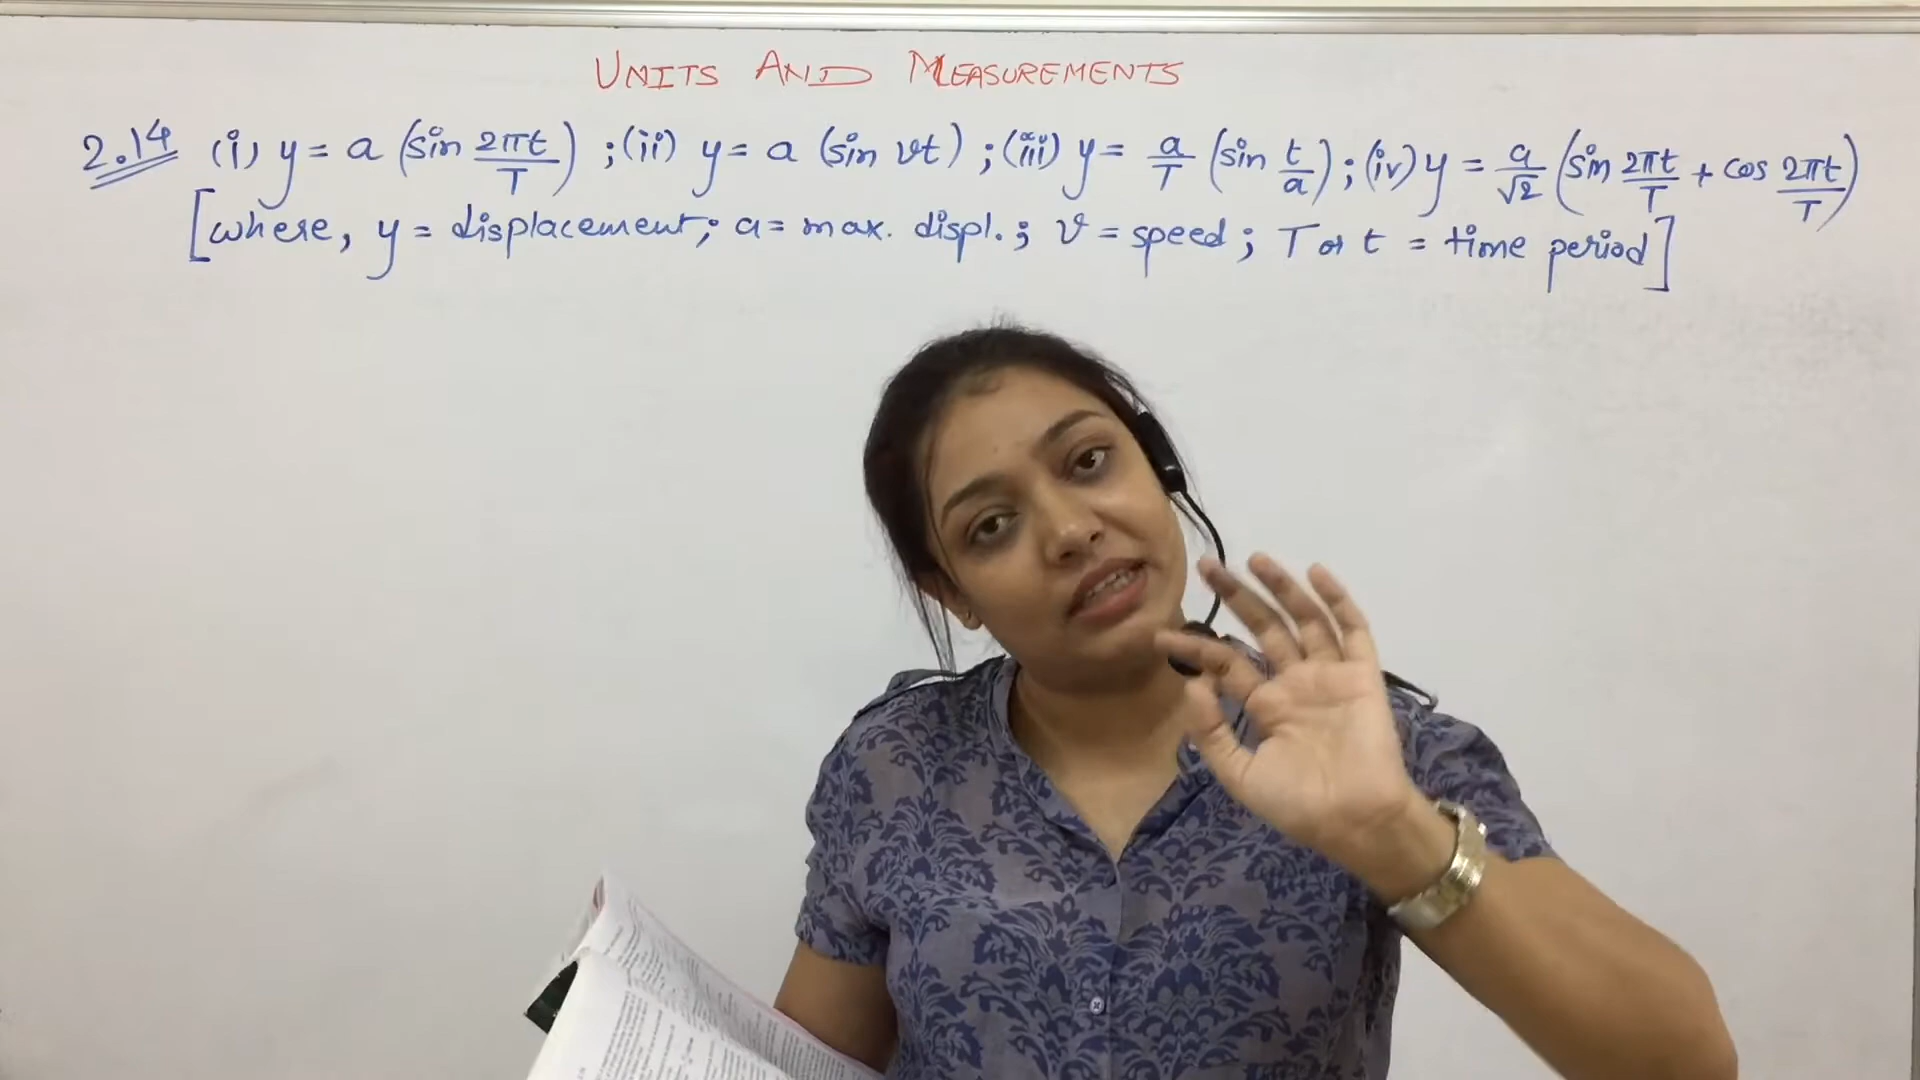 UNITS AND MEASUREMENTS
2.14 (i) y = a (sin 2πt/T) ; (ii) y = a (sin vt) ; (iii) y = a/T (sin t/a) ; (iv) y = a/√2 (sin 2πt/T + cos 2πt/T)
[where, y = displacement; a = max. displ.; v = speed; T or t = time period]